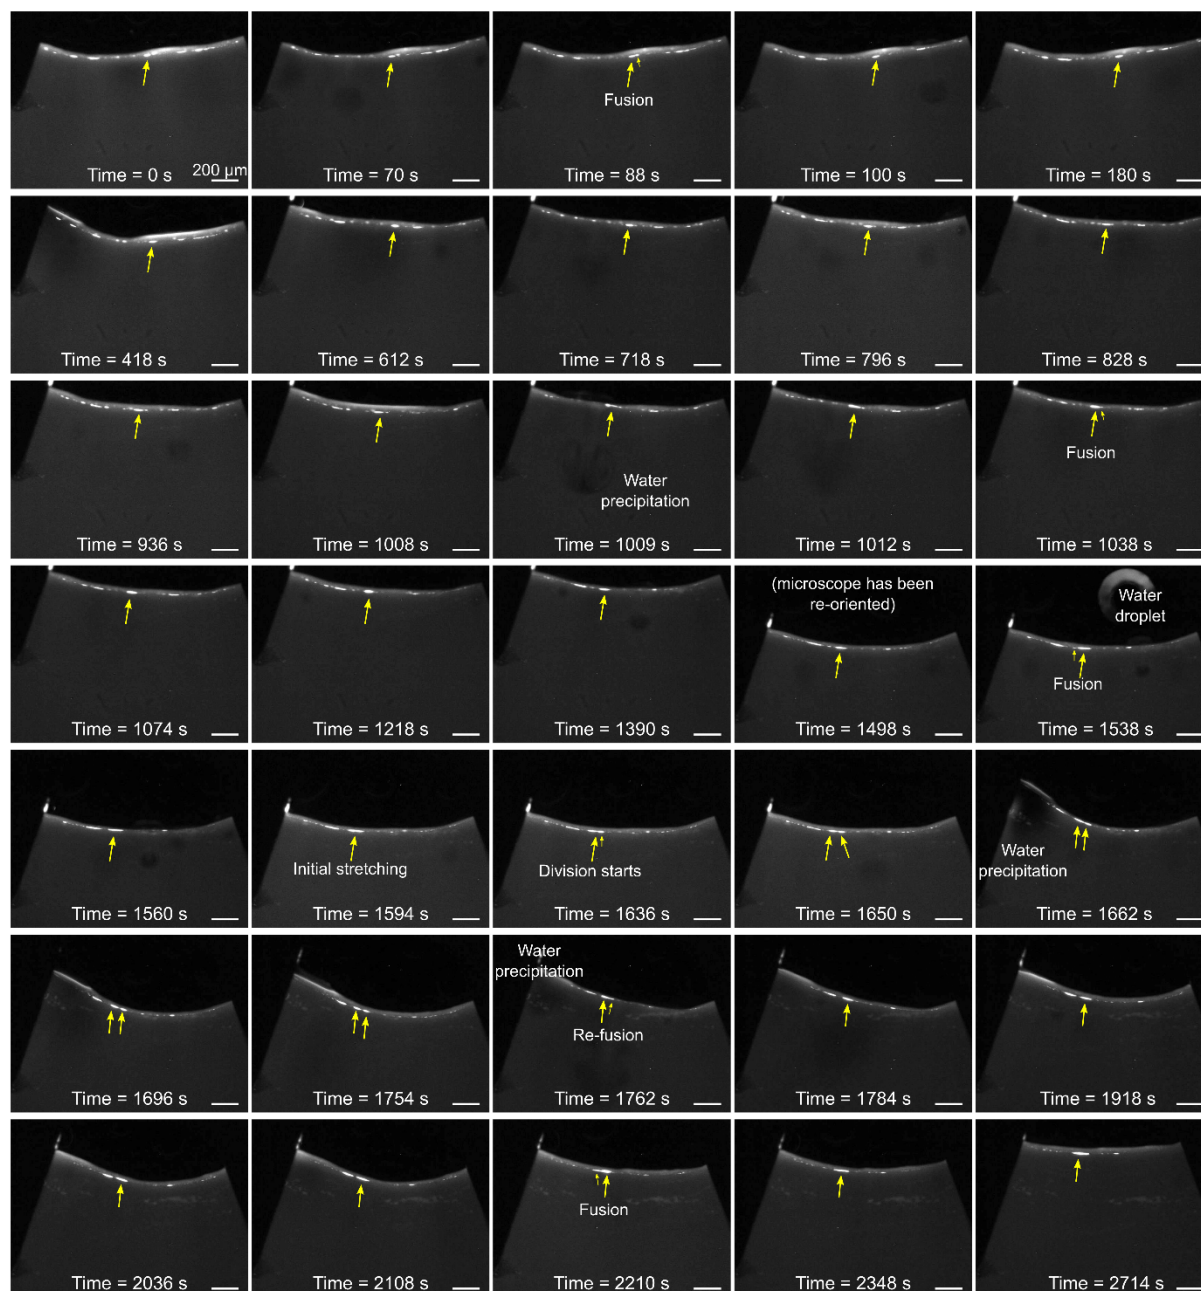 200 µm
Time = 0 s
Time = 70 s
Fusion
Time = 88 s
Time = 100 s
Time = 180 s
Time = 418 s
Time = 612 s
Time = 718 s
Time = 796 s
Time = 828 s
Time = 936 s
Time = 1008 s
Water
precipitation
Time = 1009 s
Time = 1012 s
Fusion
Time = 1038 s
Time = 1074 s
Time = 1218 s
Time = 1390 s
(microscope has been
re-oriented)
Time = 1498 s
Water
droplet
Fusion
Time = 1538 s
Time = 1560 s
Initial stretching
Time = 1594 s
Division starts
Time = 1636 s
Time = 1650 s
Water
precipitation
Time = 1662 s
Time = 1696 s
Time = 1754 s
Water
precipitation
Re-fusion
Time = 1762 s
Time = 1784 s
Time = 1918 s
Time = 2036 s
Time = 2108 s
Fusion
Time = 2210 s
Time = 2348 s
Time = 2714 s